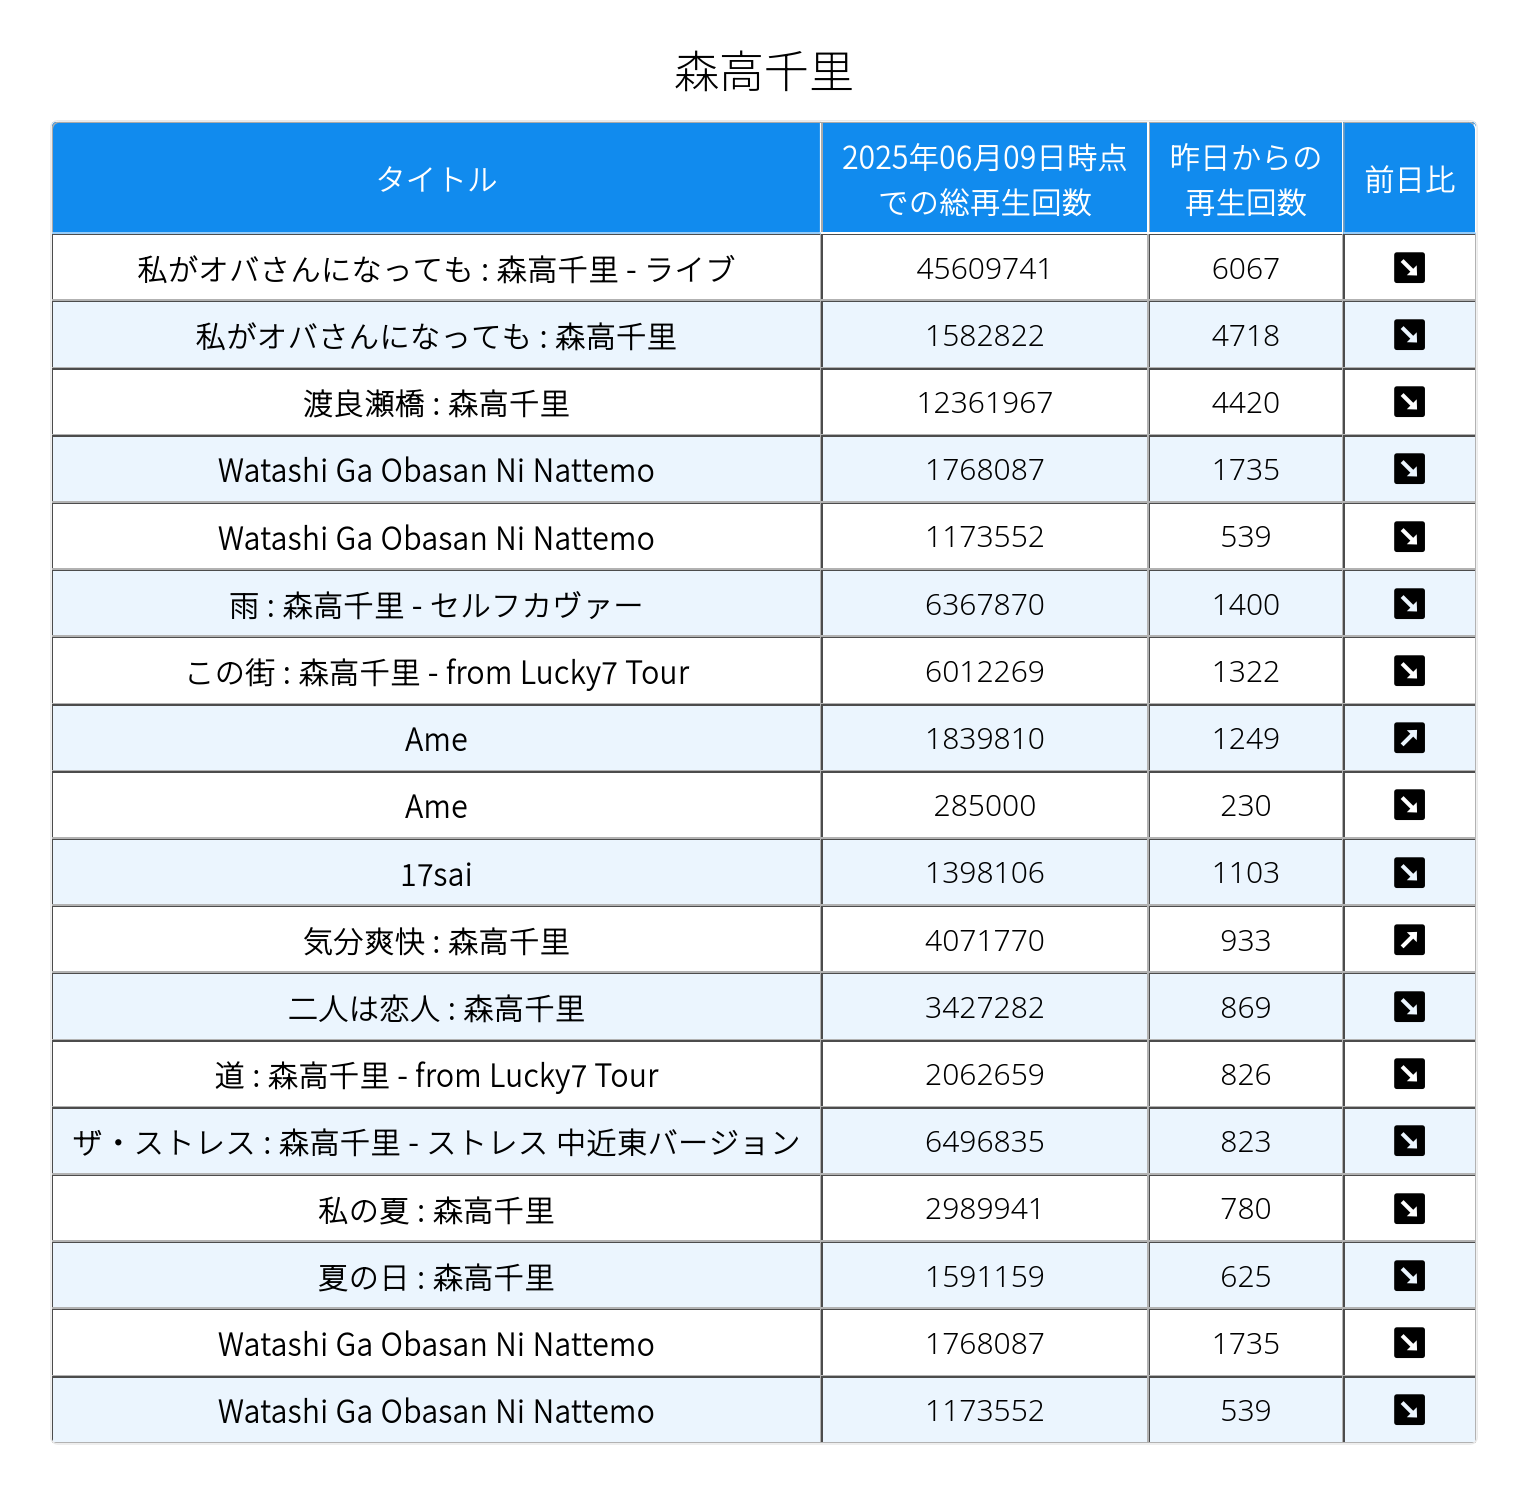 森高千里
タイトル 2025年06月09日時点 昨日からの 前日比
での総再生回数 再生回数
私がオバさんになっても : 森高千里 - ライブ 45609741 6067
私がオバさんになっても : 森高千里 1582822 4718
渡良瀬橋 : 森高千里 12361967 4420
Watashi Ga Obasan Ni Nattemo 1768087 1735
Watashi Ga Obasan Ni Nattemo 1173552 539
雨 : 森高千里 - セルフカヴァー 6367870 1400
この街 : 森高千里 - from Lucky7 Tour 6012269 1322
Ame 1839810 1249
Ame 285000 230
17sai 1398106 1103
気分爽快 : 森高千里 4071770 933
二人は恋人 : 森高千里 3427282 869
道 : 森高千里 - from Lucky7 Tour 2062659 826
ザ・ストレス : 森高千里 - ストレス 中近東バージョン 6496835 823
私の夏 : 森高千里 2989941 780
夏の日 : 森高千里 1591159 625
Watashi Ga Obasan Ni Nattemo 1768087 1735
Watashi Ga Obasan Ni Nattemo 1173552 539